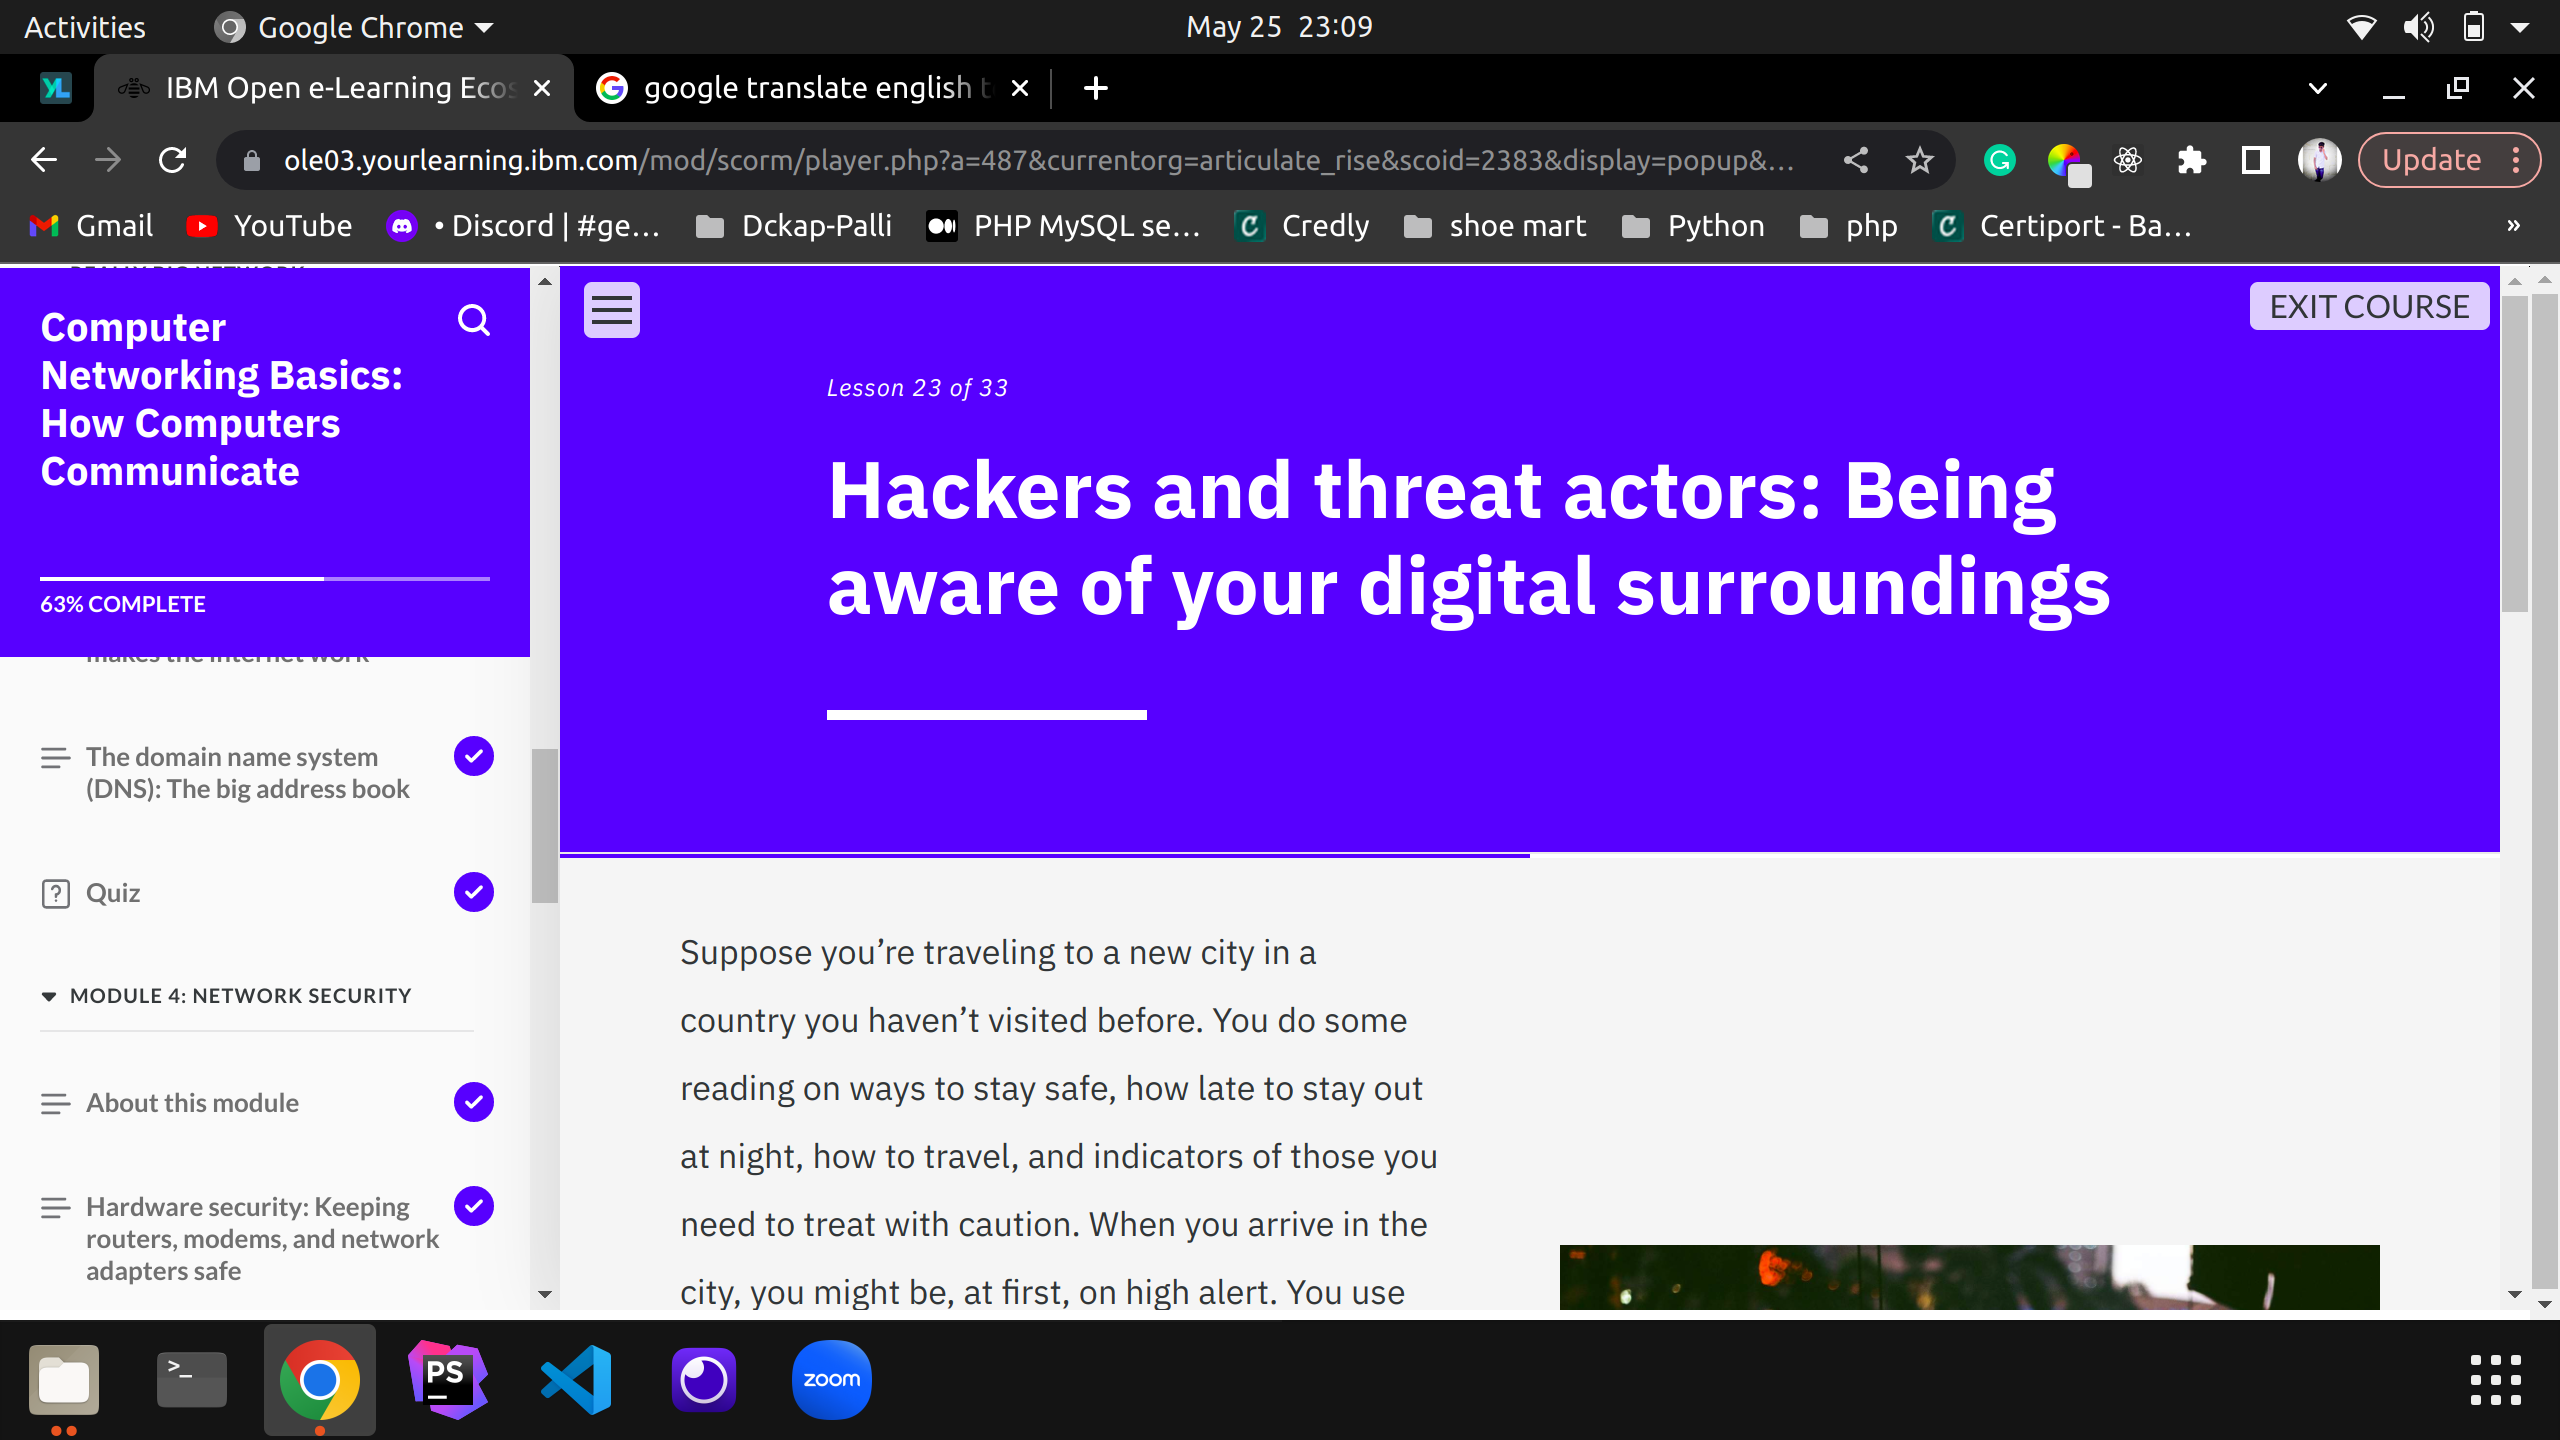 Activities
Google Chrome
May 25 23:09
YL
IBM Open e-Learning Ecos
google translate english t
ole03.yourlearning.ibm.com/mod/scorm/player.php?a=487&currentorg=articulate_rise&scoid=2383&display=popup&...
Update
Gmail
YouTube
• Discord | #ge...
Dckap-Palli
PHP MySQL se...
Credly
shoe mart
Python
php
Certiport - Ba...
»
Computer
Networking Basics:
How Computers
Communicate
63% COMPLETE
makes the internet work
The domain name system
(DNS): The big address book
Quiz
MODULE 4: NETWORK SECURITY
About this module
Hardware security: Keeping
routers, modems, and network
adapters safe
EXIT COURSE
Lesson 23 of 33
Hackers and threat actors: Being
aware of your digital surroundings
Suppose you’re traveling to a new city in a
country you haven’t visited before. You do some
reading on ways to stay safe, how late to stay out
at night, how to travel, and indicators of those you
need to treat with caution. When you arrive in the
city, you might be, at first, on high alert. You use
>_
PS
zoom